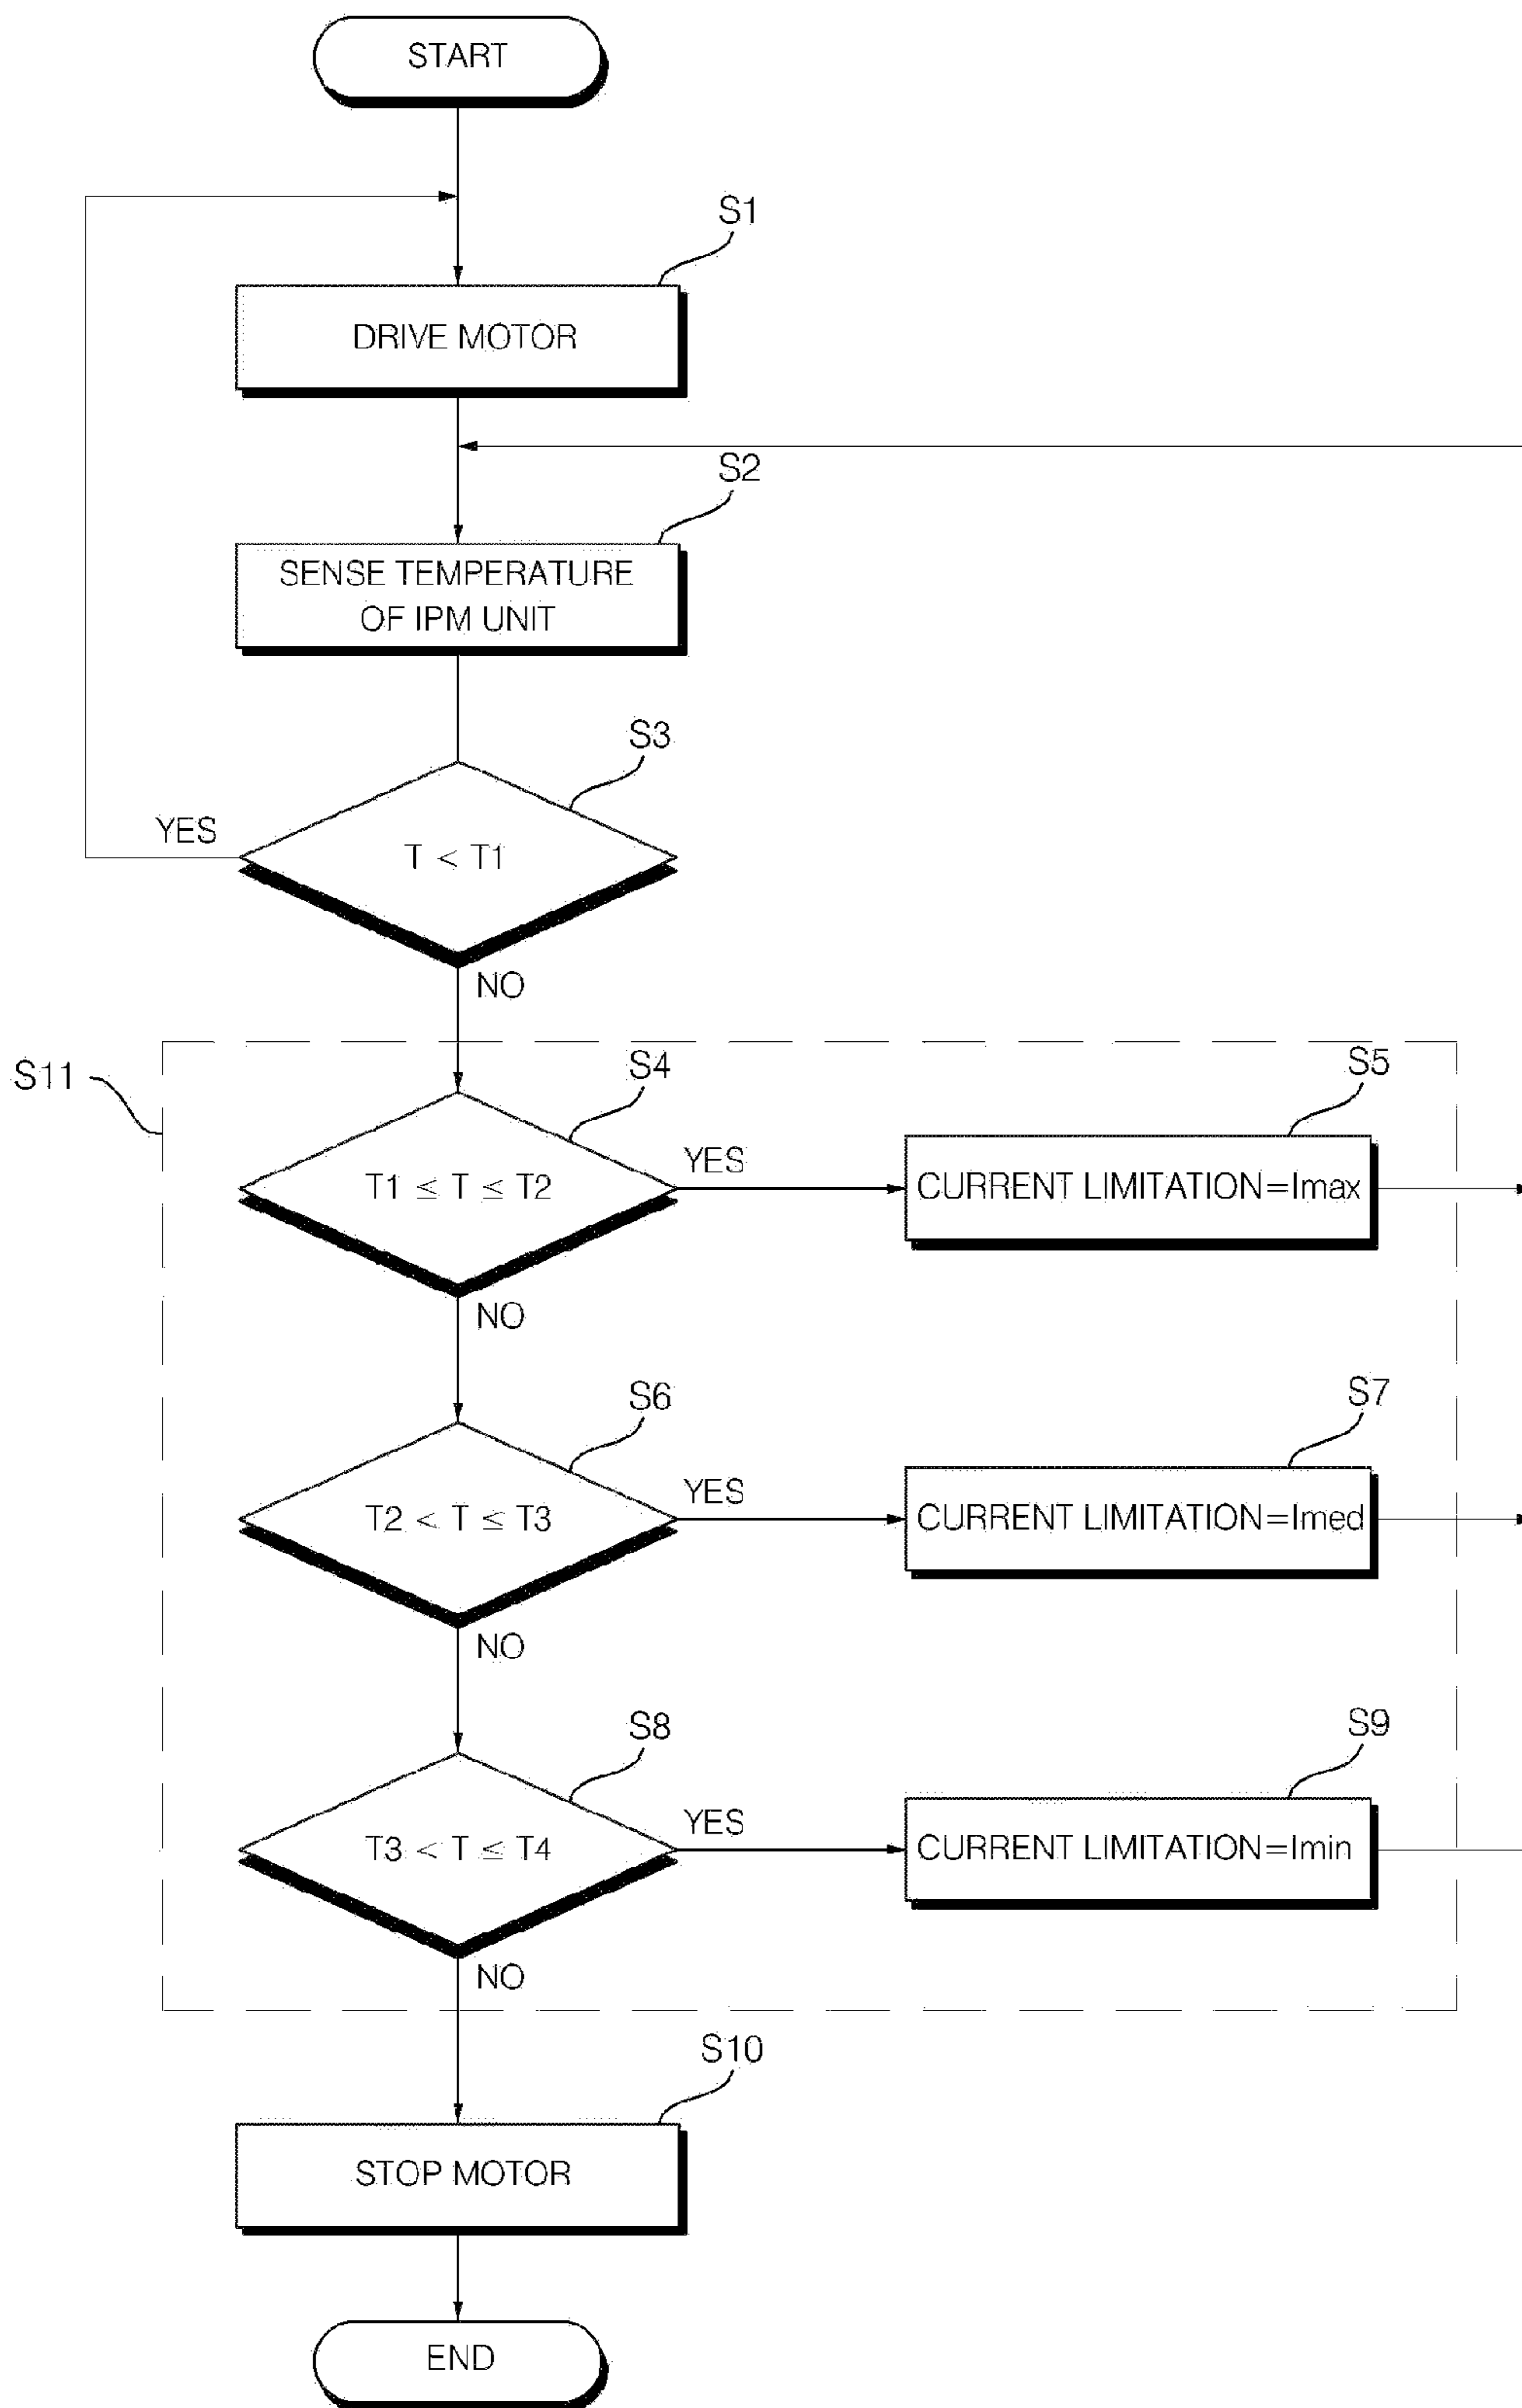 START
S1
DRIVE MOTOR
S2
SENSE TEMPERATURE
OF IPM UNIT
S3
YES
T < T1
NO
S11
S4
S5
T1 ≤ T ≤ T2
YES
CURRENT LIMITATION=Imax
NO
S6
S7
T2 < T ≤ T3
YES
CURRENT LIMITATION=Imed
NO
S8
S9
T3 < T ≤ T4
YES
CURRENT LIMITATION=Imin
NO
S10
STOP MOTOR
END